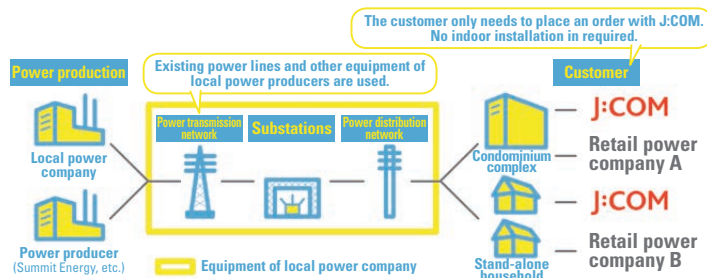 The customer only needs to place an order with J:COM.
No indoor installation in required.
Power production
Existing power lines and other equipment of
local power producers are used.
Customer
Power transmission
network
Substations
Power distribution
network
Local power
company
Condominium
complex
J:COM
Retail power
company A
J:COM
Retail power
company B
Power producer
(Summit Energy, etc.)
Equipment of local power company
Stand-alone
household